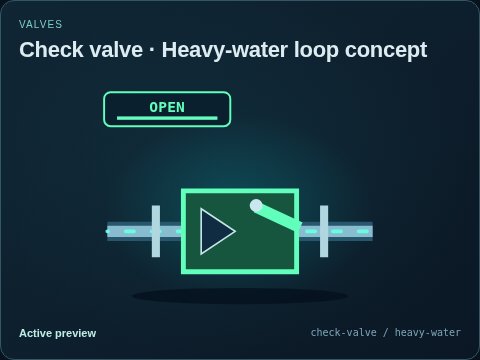 VALVES
Check valve · Heavy-water loop concept
OPEN
Active preview
check-valve / heavy-water